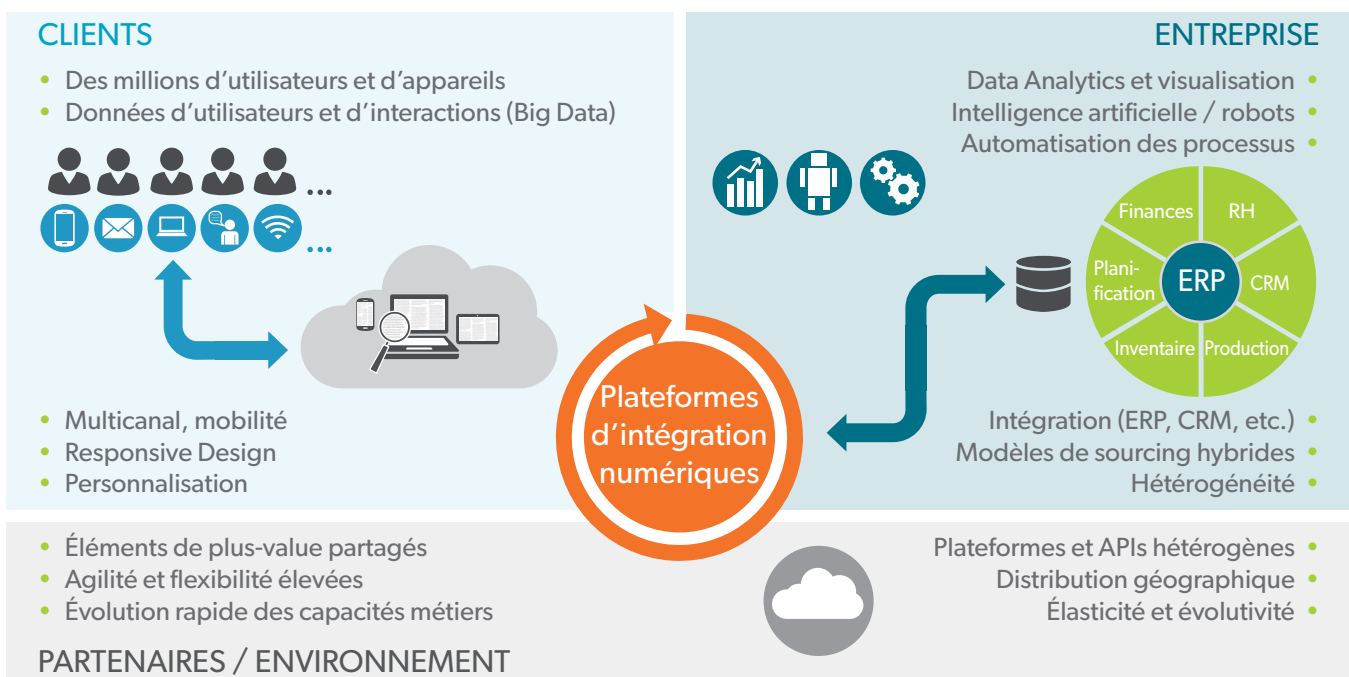 CLIENTS
• Des millions d’utilisateurs et d’appareils
• Données d’utilisateurs et d’interactions (Big Data)
...
...
• Multicanal, mobilité
• Responsive Design
• Personnalisation
ENTREPRISE
Data Analytics et visualisation •
Intelligence artificielle / robots •
Automatisation des processus •
Finances
RH
Plani-
fication
ERP
CRM
Inventaire
Production
Intégration (ERP, CRM, etc.) •
Modèles de sourcing hybrides •
Hétérogénéité •
Plateformes
d’intégration
numériques
• Éléments de plus-value partagés
• Agilité et flexibilité élevées
• Évolution rapide des capacités métiers
Plateformes et APIs hétérogènes •
Distribution géographique •
Élasticité et évolutivité •
PARTENAIRES / ENVIRONNEMENT